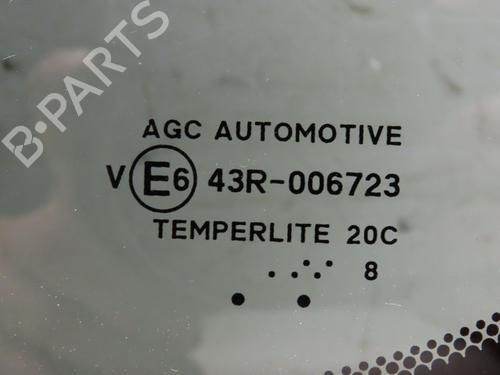 B-PARTS
AGC AUTOMOTIVE
V E6 43R-006723
TEMPERLITE 20C
8